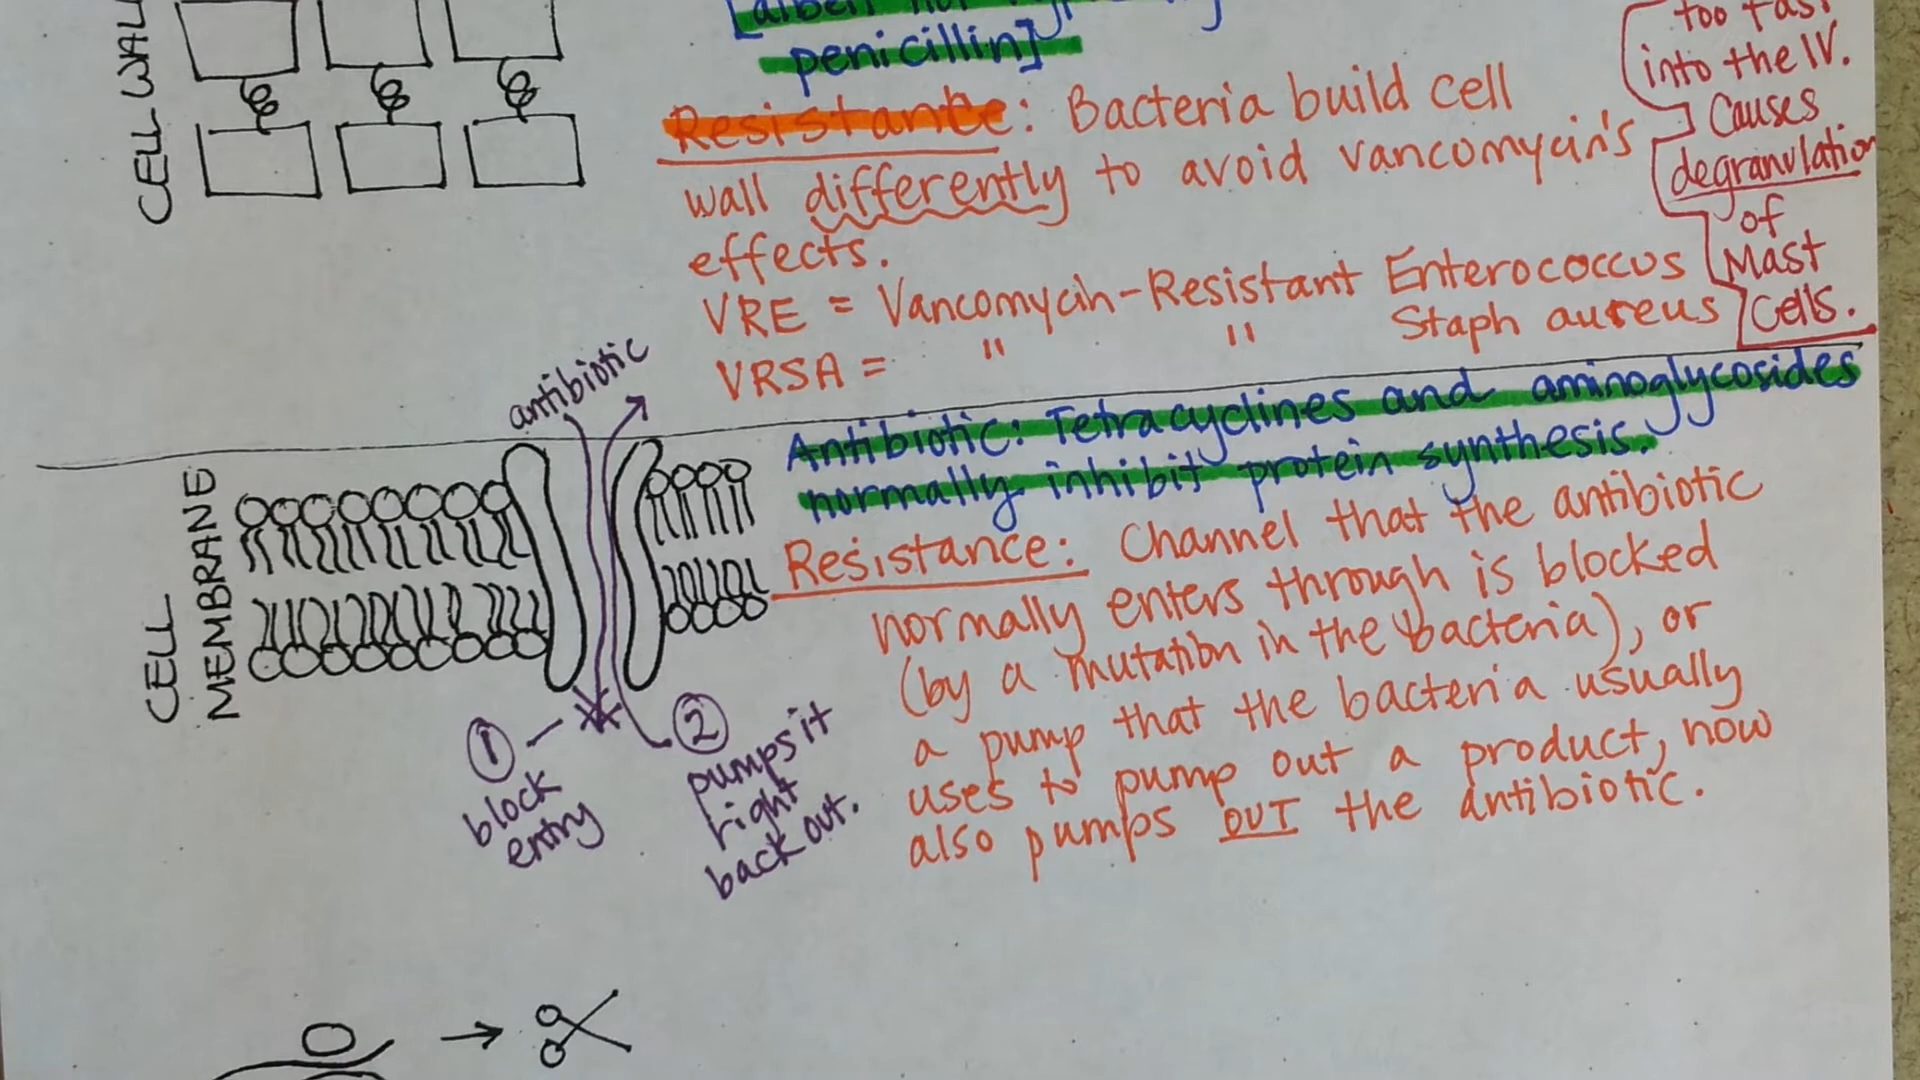 CELL WALL
penicillin]
Resistance: Bacteria build cell
wall differently to avoid vancomycin's
effects.
VRE = Vancomycin-Resistant Enterococcus
VRSA = " " Staph aureus
too fast
into the IV.
Causes
degranulation
of
Mast
Cells.
antibiotic
CELL
MEMBRANE
① block
entry
② pumps it
right
back out.
Antibiotic: Tetracyclines and aminoglycosides
normally inhibit protein synthesis.
Resistance: Channel that the antibiotic
normally enters through is blocked
(by a mutation in the bacteria), or
a pump that the bacteria usually
uses to pump out a product, now
also pumps OUT the antibiotic.